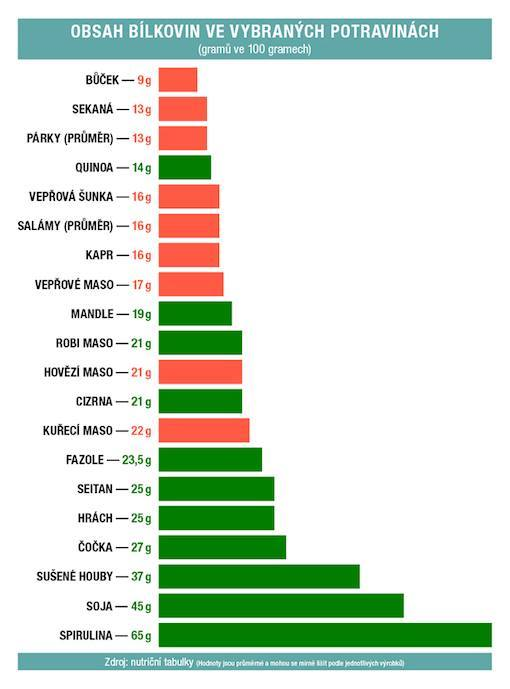 OBSAH BÍLKOVIN VE VYBRANÝCH POTRAVINÁCH
(gramů ve 100 gramech)
BŮČEK — 9 g
SEKANÁ — 13 g
PÁRKY (PRŮMĚR) — 13 g
QUINOA — 14 g
VEPŘOVÁ ŠUNKA — 16 g
SALÁMY (PRŮMĚR) — 16 g
KAPR — 16 g
VEPŘOVÉ MASO — 17 g
MANDLE — 19 g
ROBI MASO — 21 g
HOVĚZÍ MASO — 21 g
CIZRNA — 21 g
KUŘECÍ MASO — 22 g
FAZOLE — 23,5 g
SEITAN — 25 g
HRÁCH — 25 g
ČOČKA — 27 g
SUŠENÉ HOUBY — 37 g
SOJA — 45 g
SPIRULINA — 65 g
Zdroj: nutriční tabulky (Hodnoty jsou průměrné a mohou se mírně lišit podle jednotlivých výrobků)